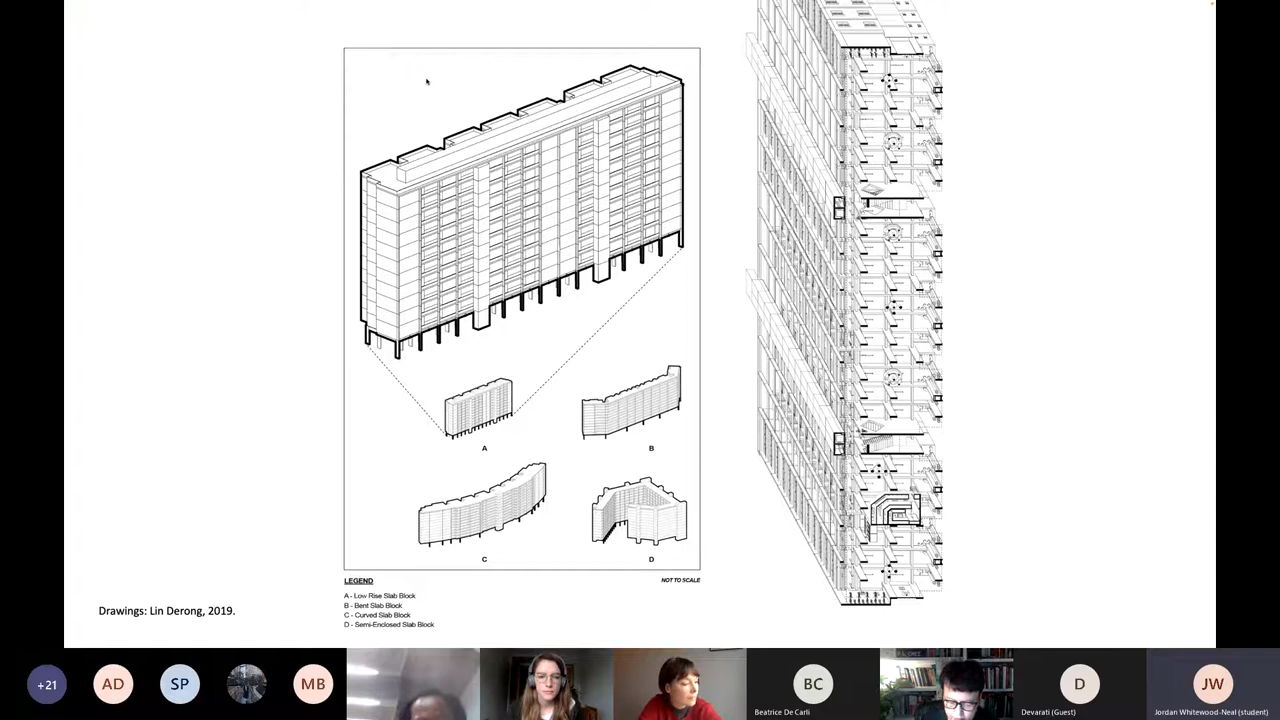 A
B
C
D
LEGEND
NOT TO SCALE
A - Low Rise Slab Block
B - Bent Slab Block
C - Curved Slab Block
D - Semi-Enclosed Slab Block
Drawings: Lin Derong, 2019.
+21
AD
SP
MB
BC
D
JW
Beatrice De Carli
Devarati (Guest)
Jordan Whitewood-Neal (student)